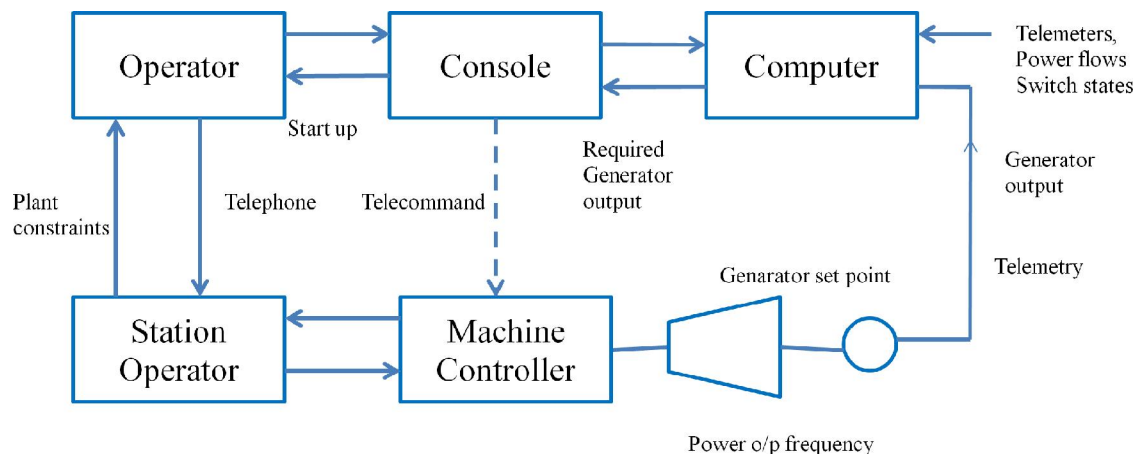 Operator
Console
Computer
Telemeters,
Power flows
Switch states
Start up
Required
Generator
output
Generator
output
Plant
constraints
Telephone
Telecommand
Telemetry
Genarator set point
Station
Operator
Machine
Controller
Power o/p frequency